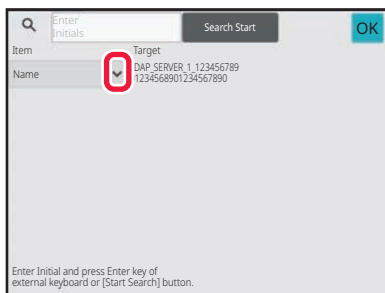 Enter
Initials
Search Start
OK
Item
Target
Name
DAP_SERVER_1_123456789
1234568901234567890
Enter Initial and press Enter key of
external keyboard or [Start Search] button.